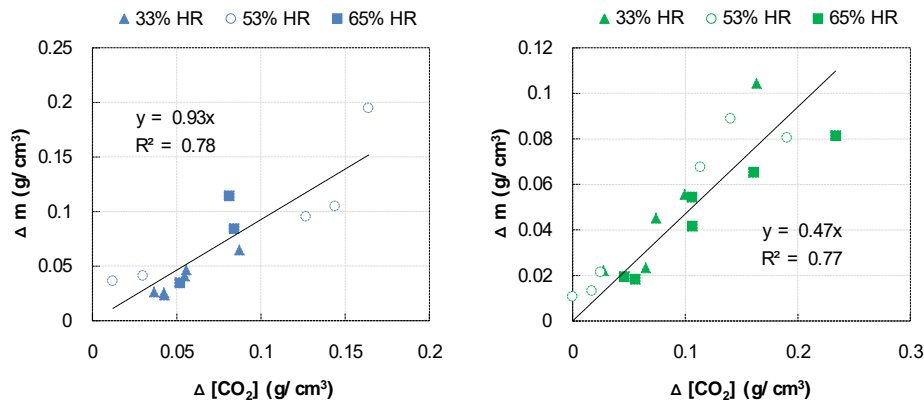 33% HR 53% HR 65% HR
0.25
0.2
0.15
0.1
0.05
0
Δ m (g/ cm³)
y = 0.93x
R² = 0.78
0 0.05 0.1 0.15 0.2
Δ [CO₂] (g/ cm³)
33% HR 53% HR 65% HR
0.12
0.1
0.08
0.06
0.04
0.02
0
Δ m (g/ cm³)
y = 0.47x
R² = 0.77
0 0.1 0.2 0.3
Δ [CO₂] (g/ cm³)